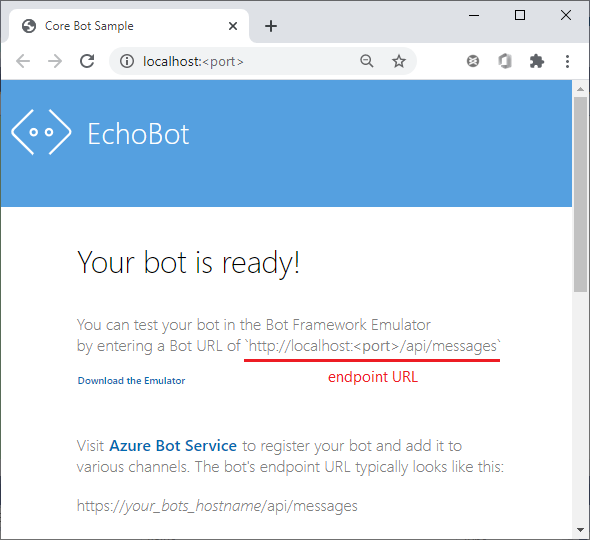 Core Bot Sample
localhost:<port>
EchoBot
Your bot is ready!
You can test your bot in the Bot Framework Emulator
by entering a Bot URL of `http://localhost:<port>/api/messages`
endpoint URL
Download the Emulator
Visit Azure Bot Service to register your bot and add it to
various channels. The bot's endpoint URL typically looks like this:
https://your_bots_hostname/api/messages